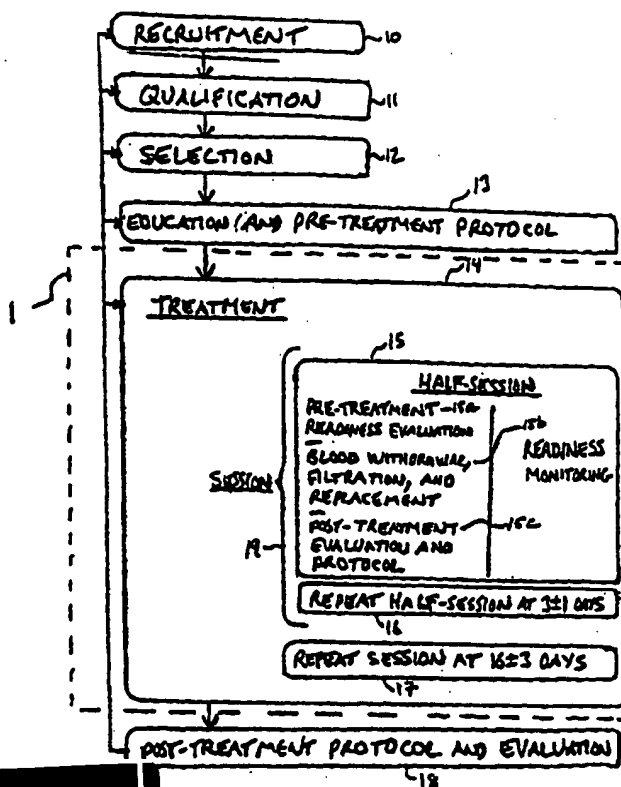 RECRUITMENT 10
QUALIFICATION 11
SELECTION 12
13
EDUCATION (AND PRE-TREATMENT PROTOCOL
14
1
TREATMENT
15
HALF-SESSION
PRE-TREATMENT 15a
READINESS EVALUATION
15b
BLOOD WITHDRAWAL, READINESS
FILTRATION, AND MONITORING
REPLACEMENT
SESSION
POST-TREATMENT 15c
EVALUATION AND
PROTOCOL
19
REPEAT HALF-SESSION AT 3±1 DAYS
16
REPEAT SESSION AT 16±3 DAYS
17
POST-TREATMENT PROTOCOL AND EVALUATION
18